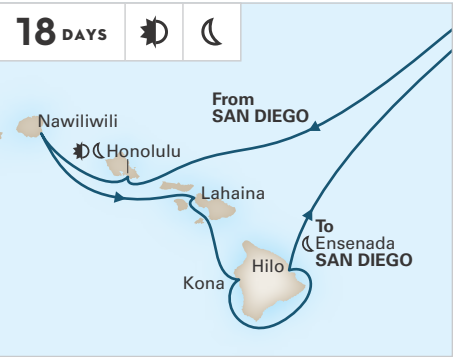 18 DAYS
From
SAN DIEGO
Nawiliwili
Honolulu
Lahaina
To
Ensenada
SAN DIEGO
Hilo
Kona